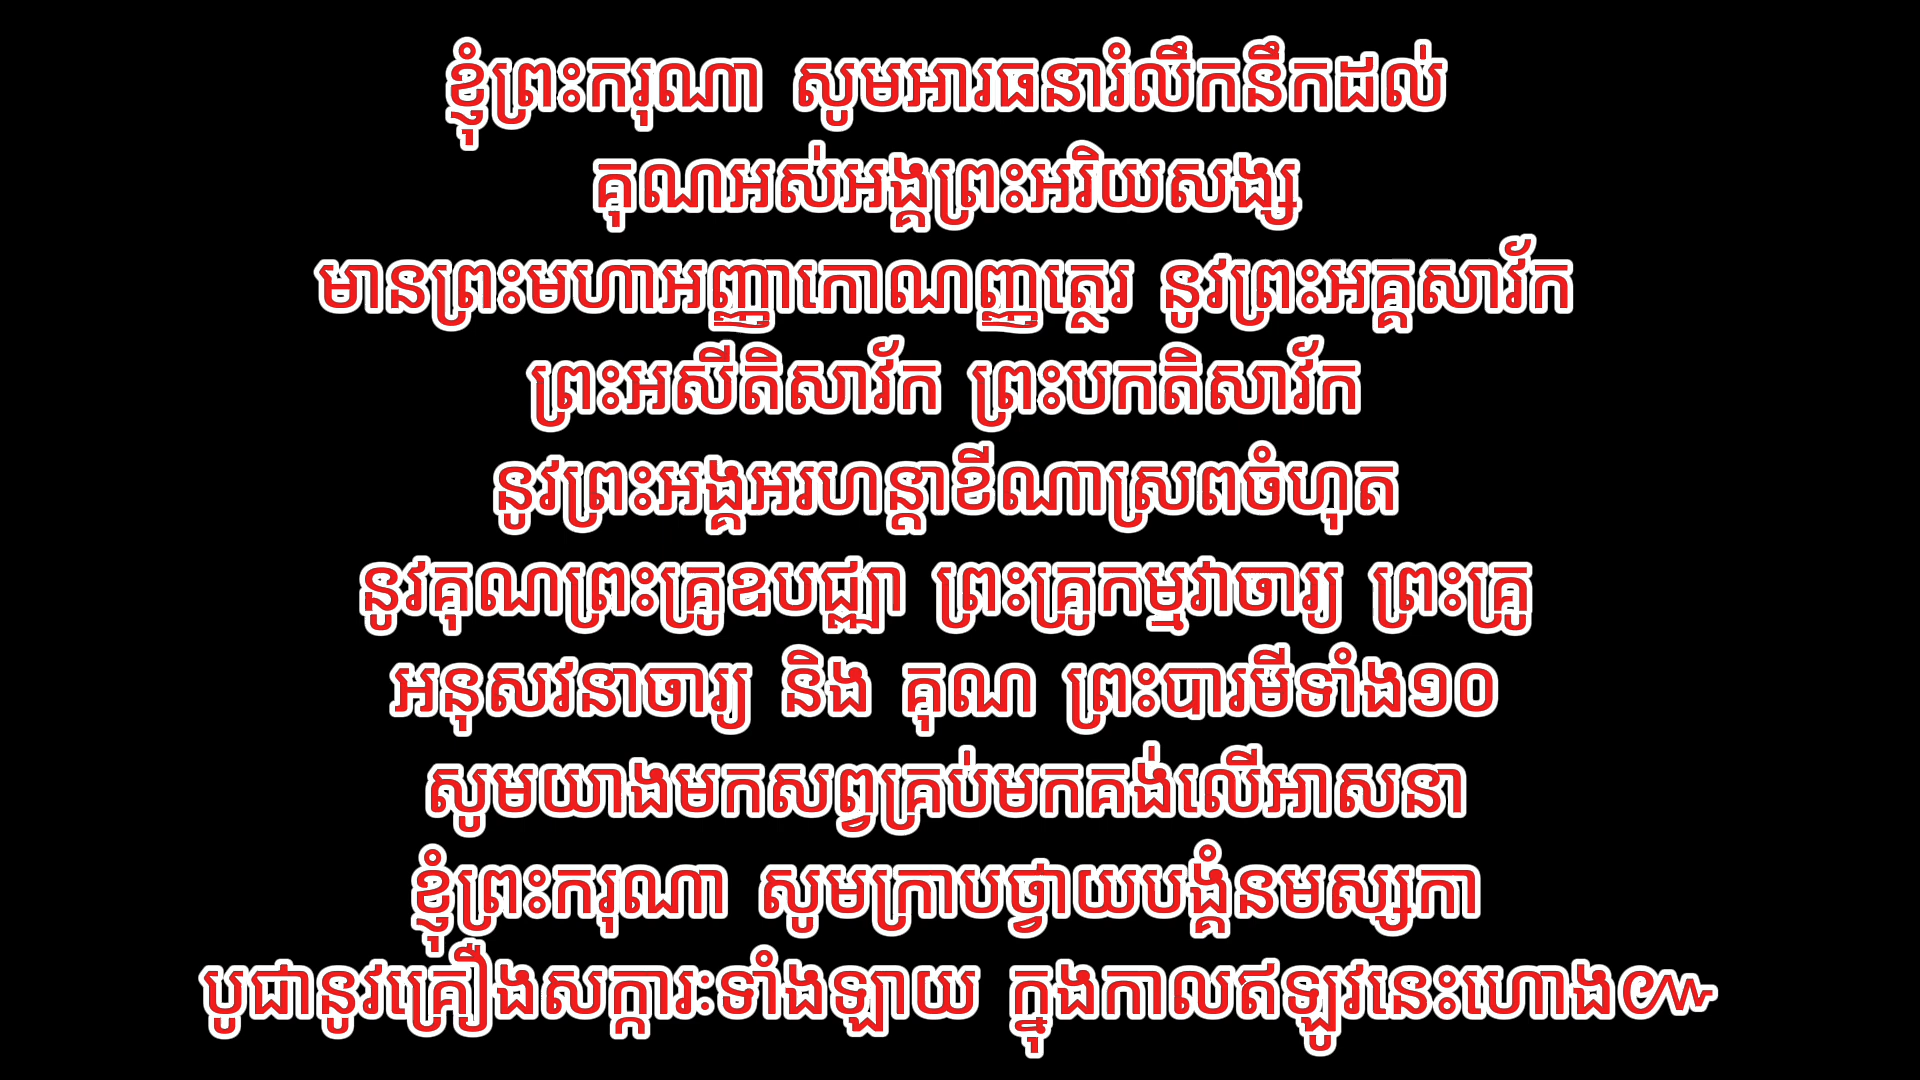 ខ្ញុំព្រះករុណា សូមអារធនារំលឹកនឹកដល់
គុណអស់អង្គព្រះអរិយសង្ឃ
មានព្រះមហាអញ្ញាកោណញ្ញត្ថេរ នូវព្រះអគ្គសាវ័ក
ព្រះអសីតិសាវ័ក ព្រះបកតិសាវ័ក
នូវព្រះអង្គអរហន្តាខីណាស្រពចំហុត
នូវគុណព្រះគ្រូឧបជ្ឈា ព្រះគ្រូកម្មវាចារ្យ ព្រះគ្រូ
អនុសវនាចារ្យ និង គុណ ព្រះបារមីទាំង១០
សូមយាងមកសព្វគ្រប់មកគង់លើអាសនា
ខ្ញុំព្រះករុណា សូមក្រាបថ្វាយបង្គំនមស្សកា
បូជានូវគ្រឿងសក្ការៈទាំងឡាយ ក្នុងកាលឥឡូវនេះហោង៚